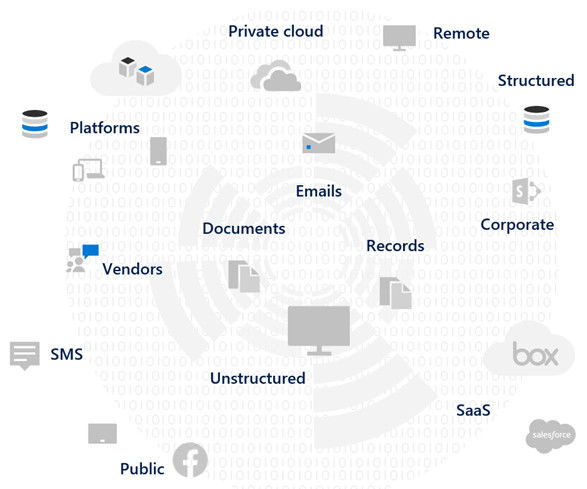 Private cloud
Remote
Structured
Platforms
Emails
S
Corporate
Documents
Records
Vendors
SMS
box
Unstructured
SaaS
salesforce
Public